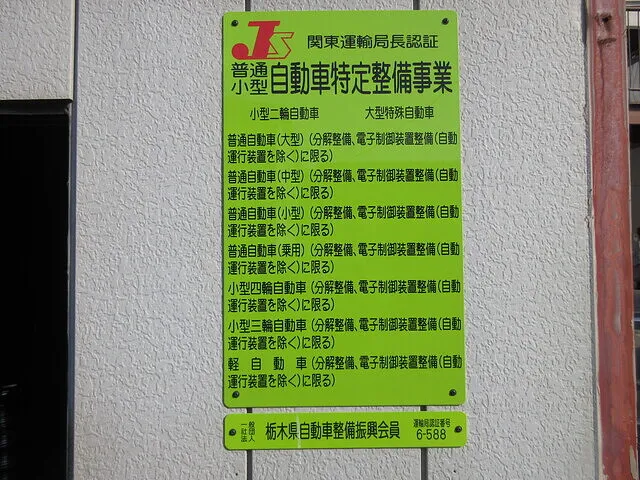 JS 関東運輸局長認証
普通 小型 自動車特定整備事業
小型二輪自動車 大型特殊自動車
普通自動車(大型)(分解整備、電子制御装置整備(自動
運行装置を除く)に限る)
普通自動車(中型)(分解整備、電子制御装置整備(自動
運行装置を除く)に限る)
普通自動車(小型)(分解整備、電子制御装置整備(自動
運行装置を除く)に限る)
普通自動車(乗用)(分解整備、電子制御装置整備(自動
運行装置を除く)に限る)
小型四輪自動車(分解整備、電子制御装置整備(自動
運行装置を除く)に限る)
小型三輪自動車(分解整備、電子制御装置整備(自動
運行装置を除く)に限る)
軽自動車(分解整備、電子制御装置整備(自動
運行装置を除く)に限る)
一般社団法人 栃木県自動車整備振興会員 運輸局認証番号
6-588